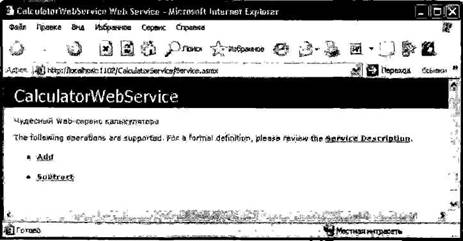 CalculatorWebService Web Service - Microsoft Internet Explorer
Файл Правка Вид Избранное Сервис Справка
Поиск Избранное
Адрес http://localhost:1102/CalculatorService/Service.asmx Переход Ссылки
CalculatorWebService
Чудесный Web-сервис калькулятора
The following operations are supported. For a formal definition, please review the Service Description.
Add
Subtract
Готово Местная интрасеть